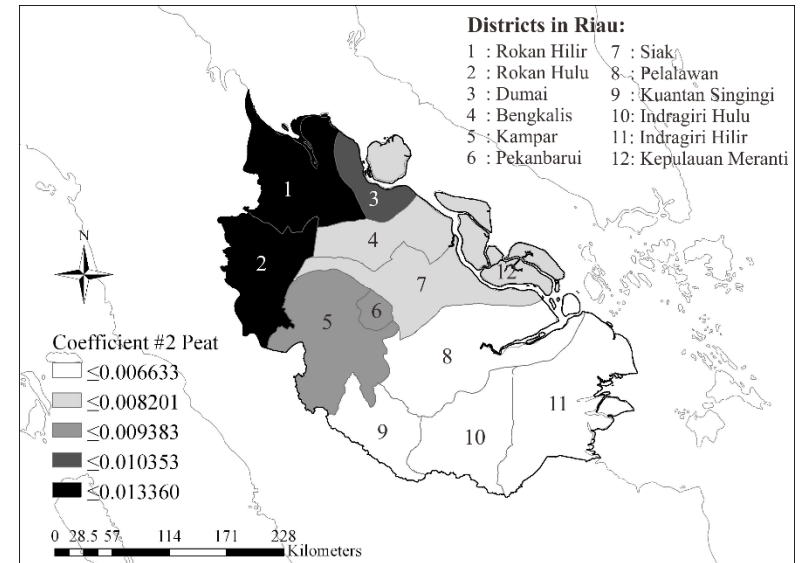 Districts in Riau:
1 : Rokan Hilir 7 : Siak
2 : Rokan Hulu 8 : Pelalawan
3 : Dumai 9 : Kuantan Singingi
4 : Bengkalis 10: Indragiri Hulu
5 : Kampar 11: Indragiri Hilir
6 : Pekanbarui 12: Kepulauan Meranti
1
3
N
4
2
12
7
6
5
8
11
9
10
Coefficient #2 Peat
≤0.006633
≤0.008201
≤0.009383
≤0.010353
≤0.013360
0 28.5 57 114 171 228
Kilometers